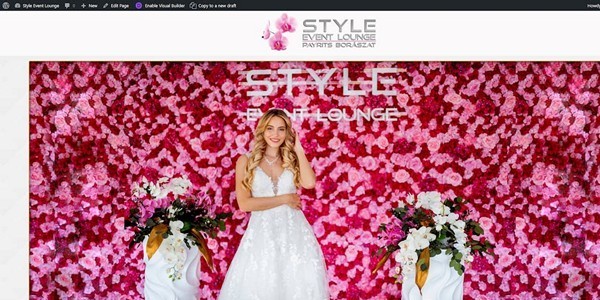 Style Event Lounge
New
Edit Page
Enable Visual Builder
Copy to a new draft
Howdy
STYLE
EVENT LOUNGE
PAYRITS BORÁSZAT
STYLE
EVENT LOUNGE